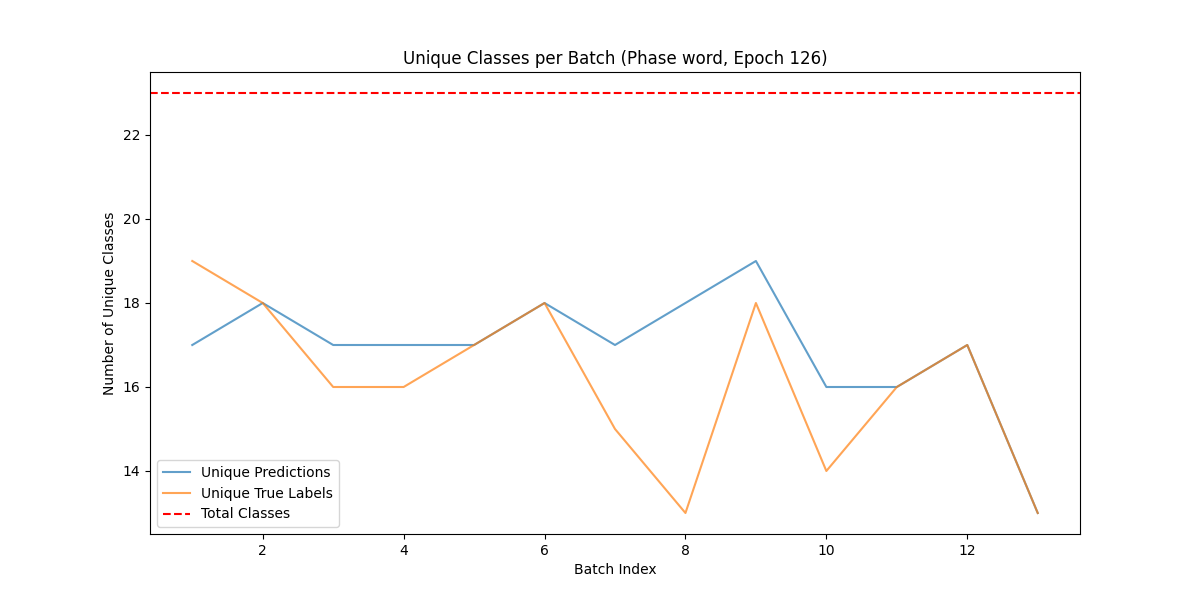 Unique Classes per Batch (Phase word, Epoch 126)
Number of Unique Classes
22
20
18
16
14
Unique Predictions
Unique True Labels
Total Classes
2 4 6 8 10 12
Batch Index